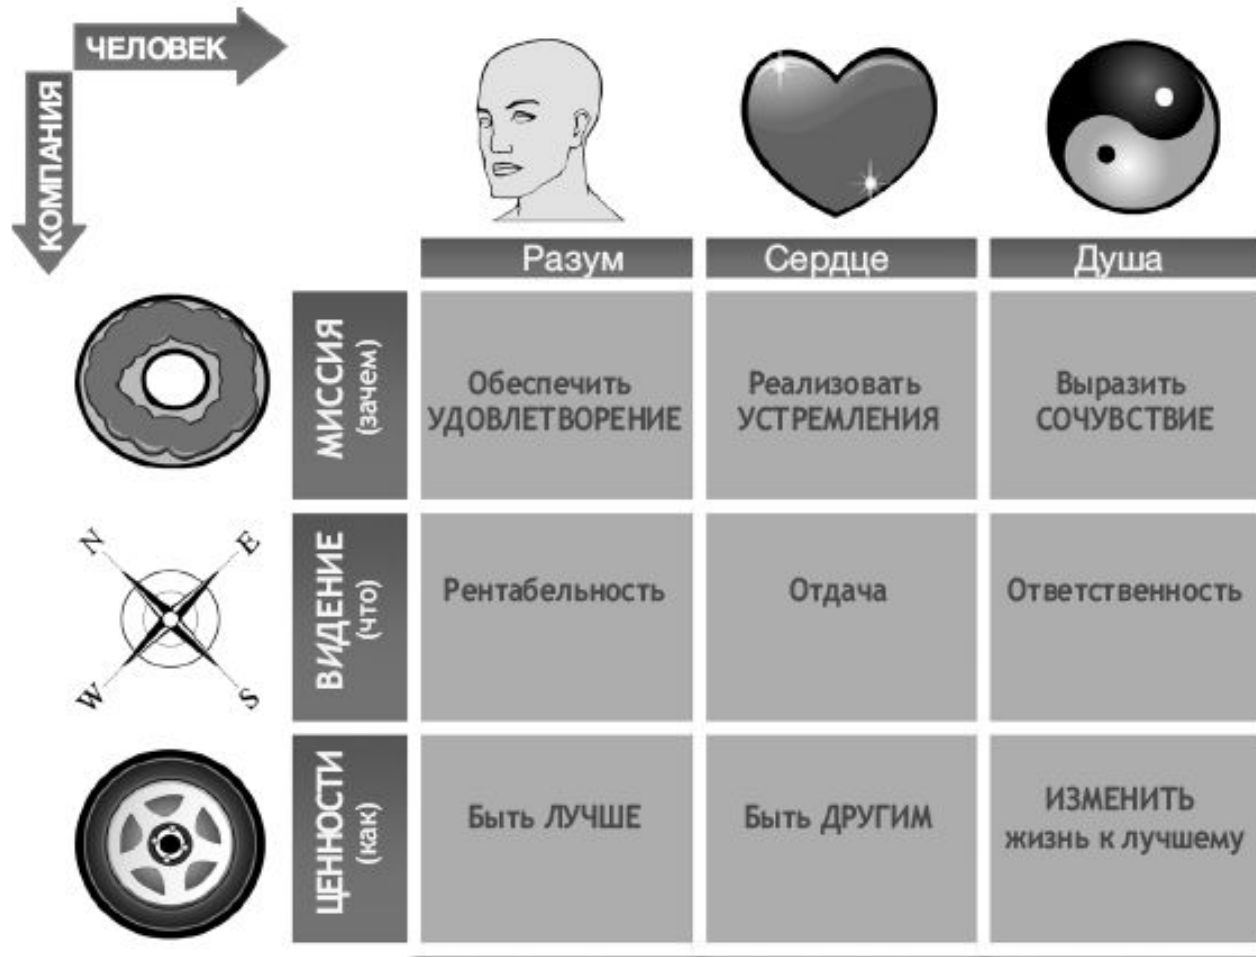 ЧЕЛОВЕК
КОМПАНИЯ
Разум
Сердце
Душа
МИССИЯ
(зачем)
Обеспечить
УДОВЛЕТВОРЕНИЕ
Реализовать
УСТРЕМЛЕНИЯ
Выразить
СОЧУВСТВИЕ
N
E
W
S
ВИДЕНИЕ
(что)
Рентабельность
Отдача
Ответственность
ЦЕННОСТИ
(как)
Быть ЛУЧШЕ
Быть ДРУГИМ
ИЗМЕНИТЬ
жизнь к лучшему